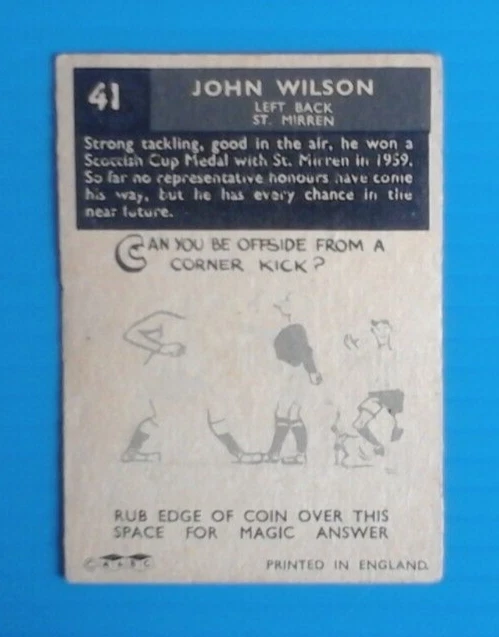 41
JOHN WILSON
LEFT BACK
ST. MIRREN
Strong tackling, good in the air, he won a
Scottish Cup Medal with St. Mirren in 1959.
So far no representative honours have come
his way, but he has every chance in the
near future.
CAN YOU BE OFFSIDE FROM A
CORNER KICK?
RUB EDGE OF COIN OVER THIS
SPACE FOR MAGIC ANSWER
A & B C
PRINTED IN ENGLAND.